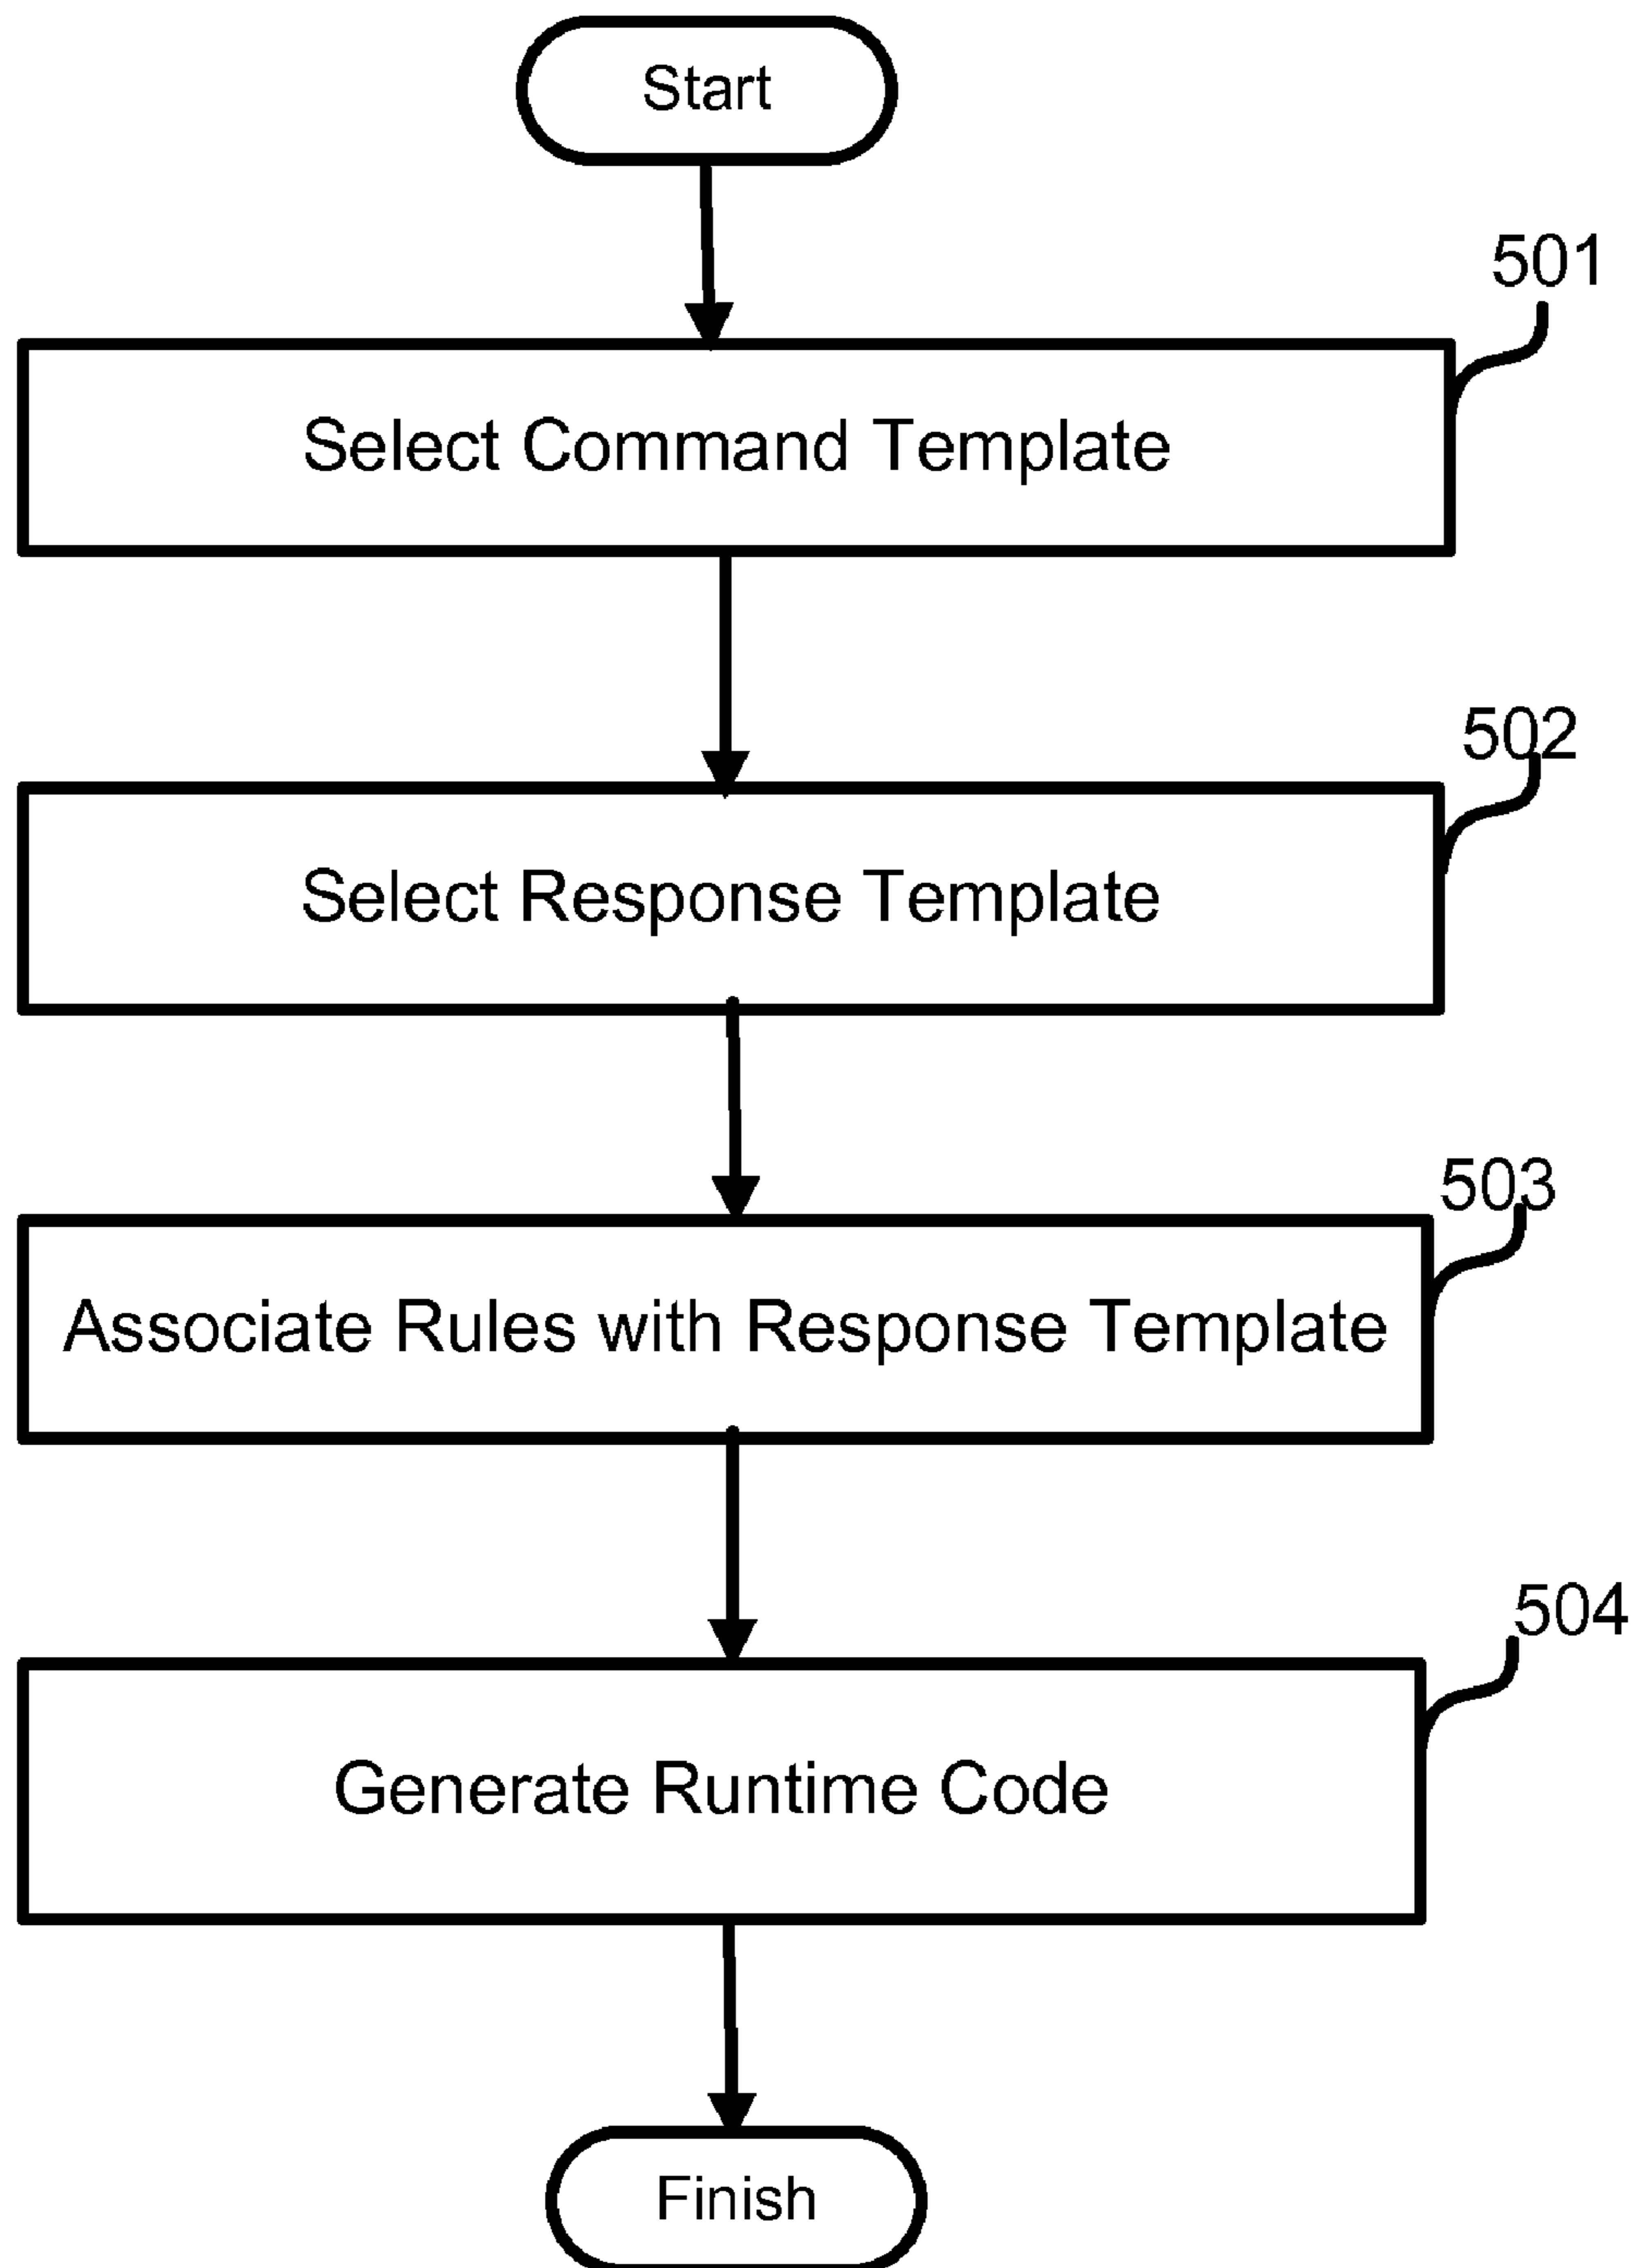 Start
501
Select Command Template
502
Select Response Template
503
Associate Rules with Response Template
504
Generate Runtime Code
Finish